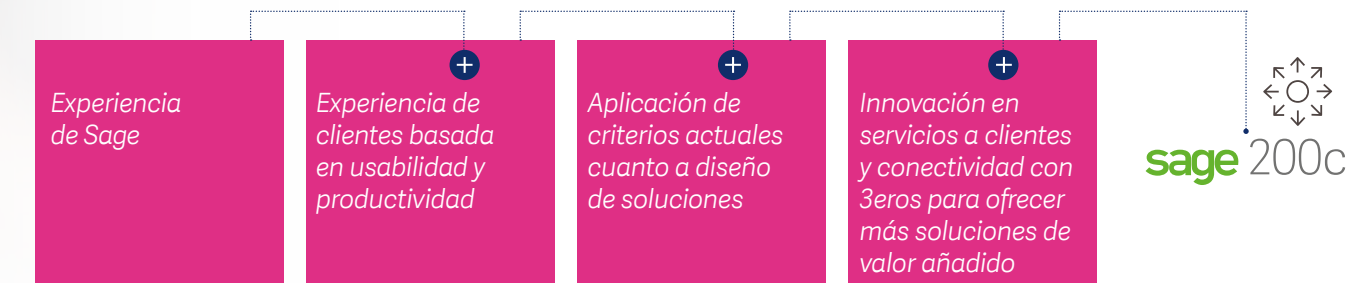 Experiencia
de Sage
Experiencia de
clientes basada
en usabilidad y
productividad
Aplicación de
criterios actuales
cuanto a diseño
de soluciones
Innovación en
servicios a clientes
y conectividad con
3eros para ofrecer
más soluciones de
valor añadido
sage 200c